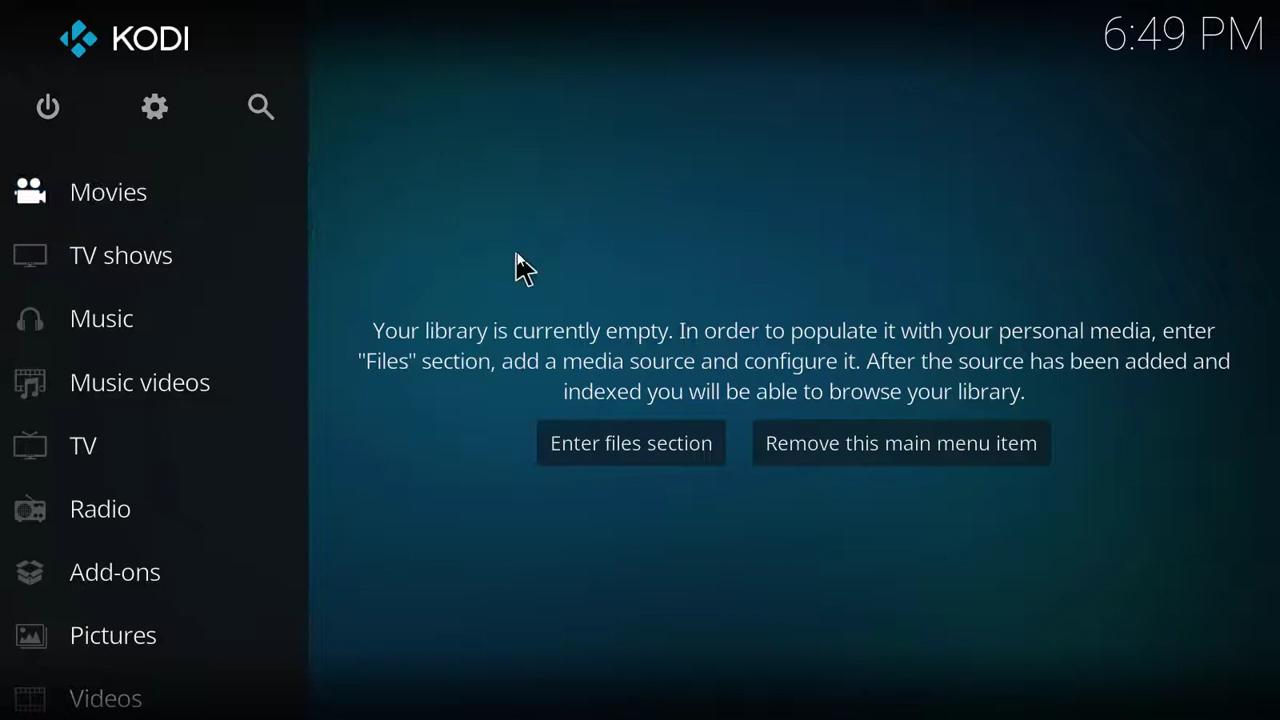 KODI
6:49 PM
Movies
TV shows
Music
Music videos
TV
Radio
Add-ons
Pictures
Videos
Your library is currently empty. In order to populate it with your personal media, enter
"Files" section, add a media source and configure it. After the source has been added and
indexed you will be able to browse your library.
Enter files section
Remove this main menu item